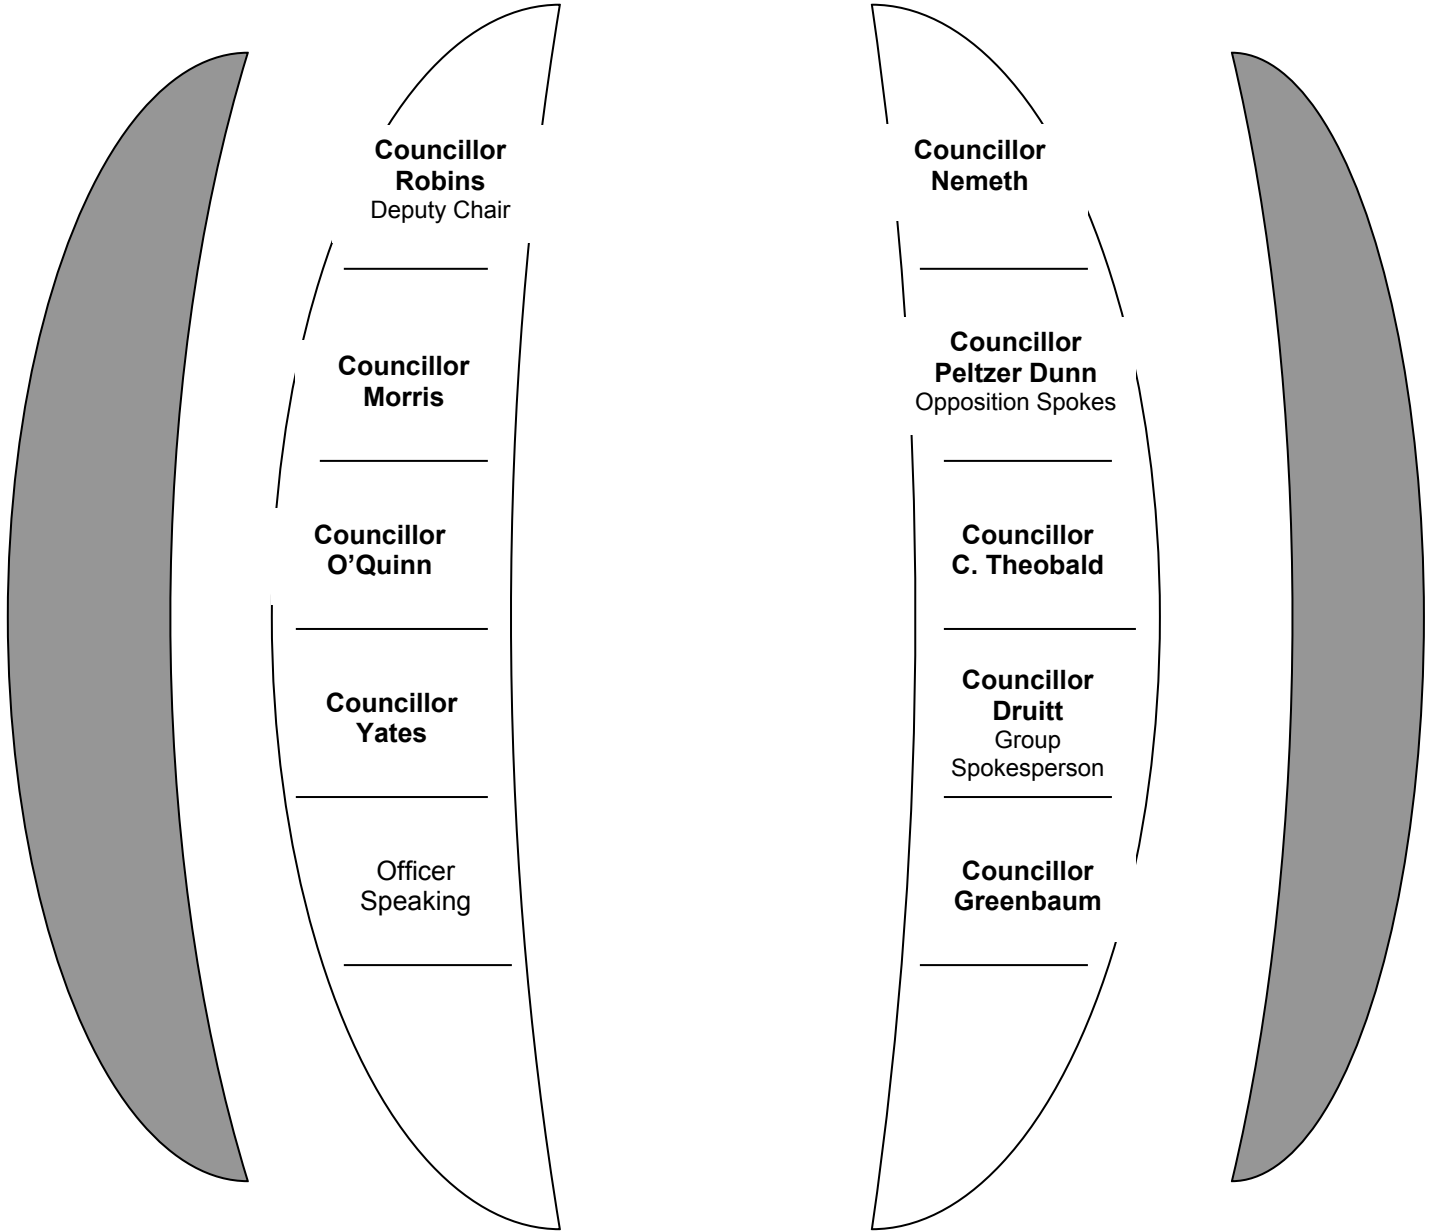 Councillor
Robins
Deputy Chair
Councillor
Morris
Councillor
O’Quinn
Councillor
Yates
Officer
Speaking
Councillor
Nemeth
Councillor
Peltzer Dunn
Opposition Spokes
Councillor
C. Theobald
Councillor
Druitt
Group
Spokesperson
Councillor
Greenbaum